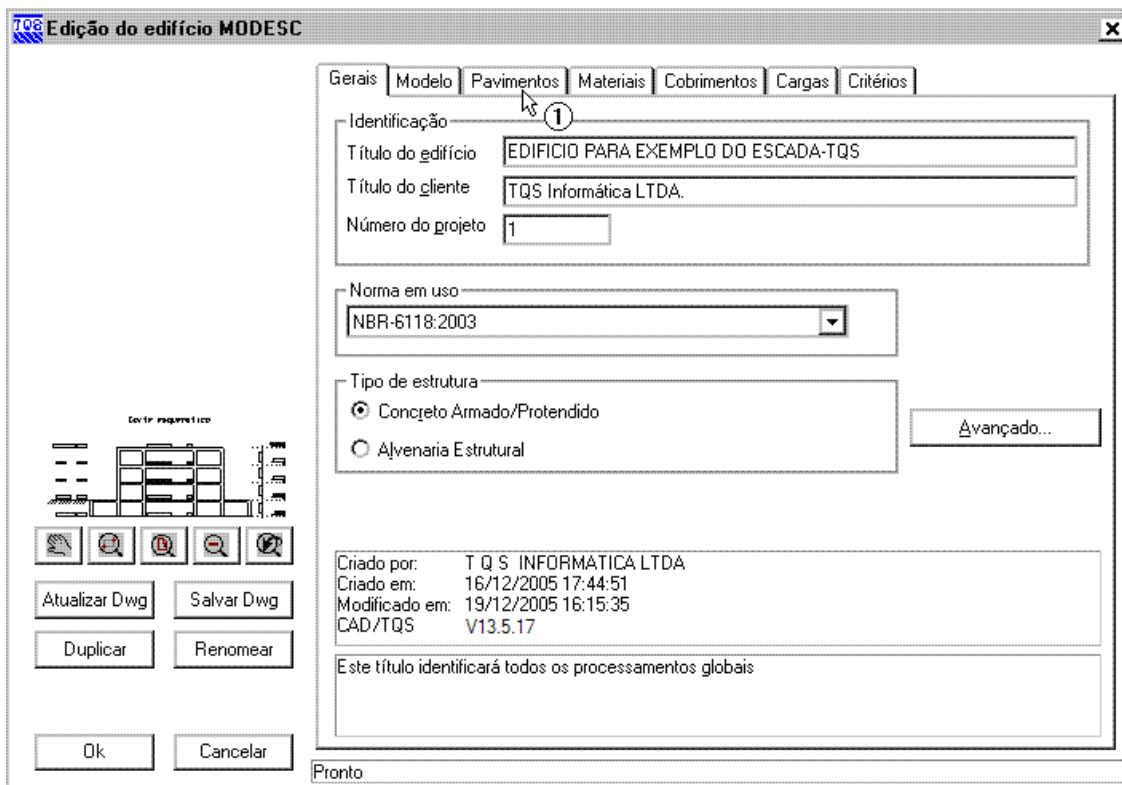 TQS Edição do edifício MODESC
Gerais Modelo Pavimentos Materiais Cobrimentos Cargas Critérios
1
Identificação
Título do edifício EDIFICIO PARA EXEMPLO DO ESCADA-TQS
Título do cliente TQS Informática LTDA.
Número do projeto 1
Norma em uso
NBR-6118:2003
Tipo de estrutura
Concreto Armado/Protendido
Alvenaria Estrutural
Avançado...
Atualizar Dwg Salvar Dwg
Duplicar Renomear
Criado por: T Q S INFORMATICA LTDA
Criado em: 16/12/2005 17:44:51
Modificado em: 19/12/2005 16:15:35
CAD/TQS V13.5.17
Este título identificará todos os processamentos globais
Ok Cancelar
Pronto